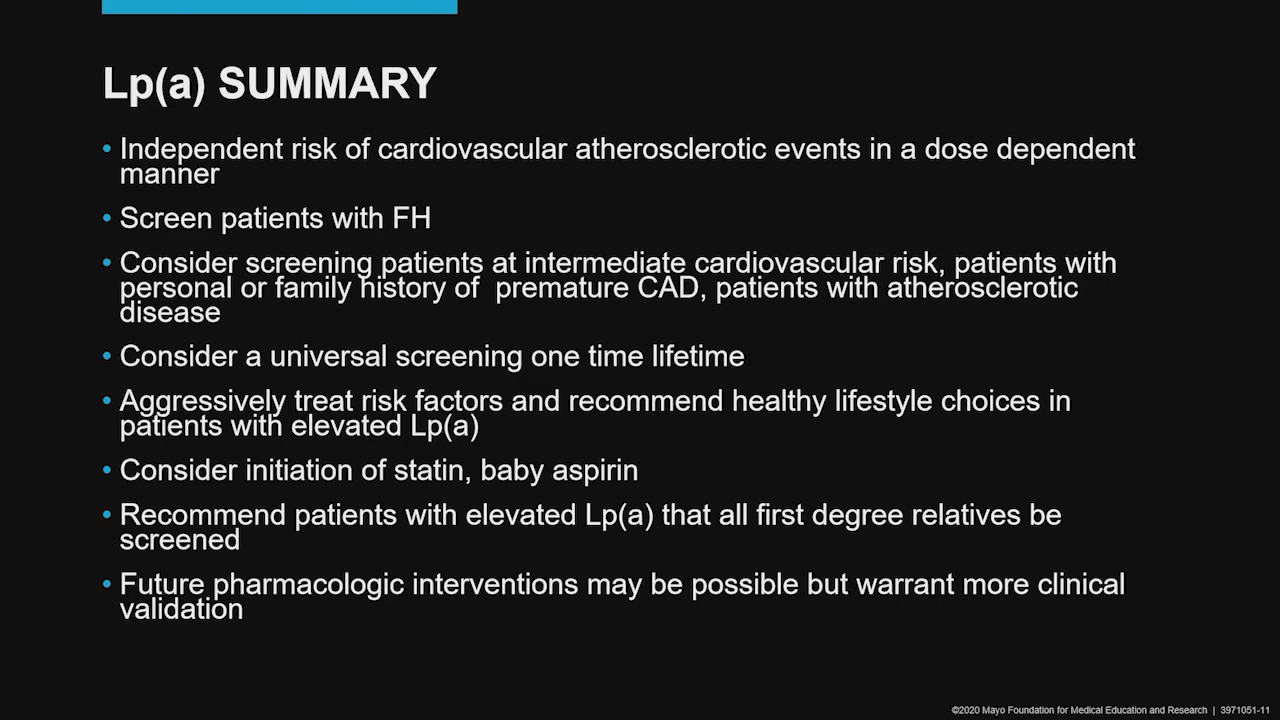 Lp(a) SUMMARY
• Independent risk of cardiovascular atherosclerotic events in a dose dependent
manner
• Screen patients with FH
• Consider screening patients at intermediate cardiovascular risk, patients with
personal or family history of  premature CAD, patients with atherosclerotic
disease
• Consider a universal screening one time lifetime
• Aggressively treat risk factors and recommend healthy lifestyle choices in
patients with elevated Lp(a)
• Consider initiation of statin, baby aspirin
• Recommend patients with elevated Lp(a) that all first degree relatives be
screened
• Future pharmacologic interventions may be possible but warrant more clinical
validation
©2020 Mayo Foundation for Medical Education and Research | 3971051-11